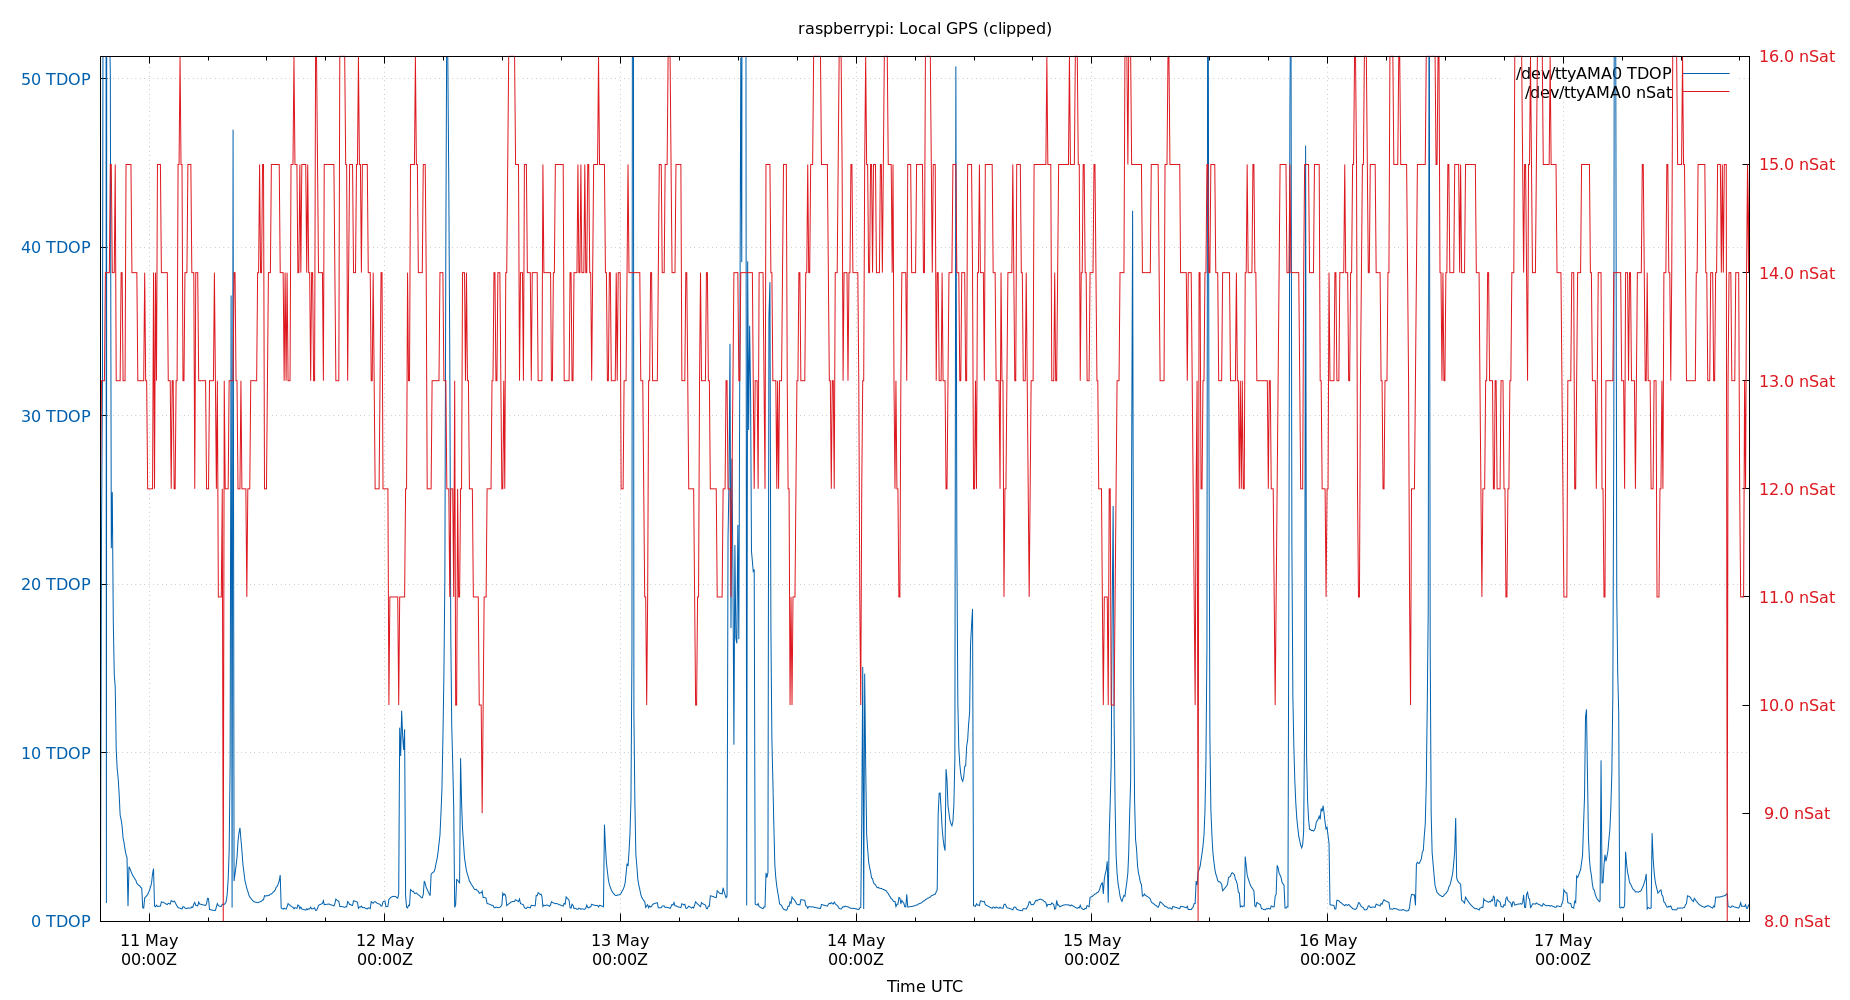 raspberrypi: Local GPS (clipped)
50 TDOP
40 TDOP
30 TDOP
20 TDOP
10 TDOP
0 TDOP
16.0 nSat
15.0 nSat
14.0 nSat
13.0 nSat
12.0 nSat
11.0 nSat
10.0 nSat
9.0 nSat
8.0 nSat
/dev/ttyAMA0 TDOP
/dev/ttyAMA0 nSat
11 May
00:00Z
12 May
00:00Z
13 May
00:00Z
14 May
00:00Z
15 May
00:00Z
16 May
00:00Z
17 May
00:00Z
Time UTC